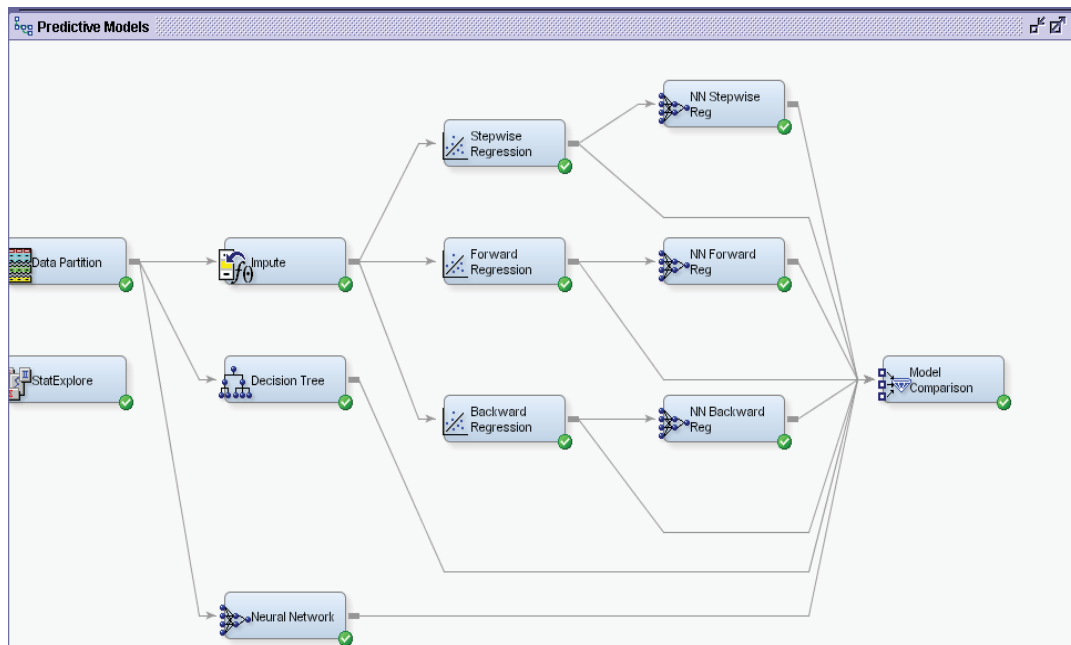 Predictive Models
NN Stepwise
Reg
Stepwise
Regression
Data Partition
Impute
Forward
Regression
NN Forward
Reg
StatExplore
Decision Tree
Model
Comparison
Backward
Regression
NN Backward
Reg
Neural Network